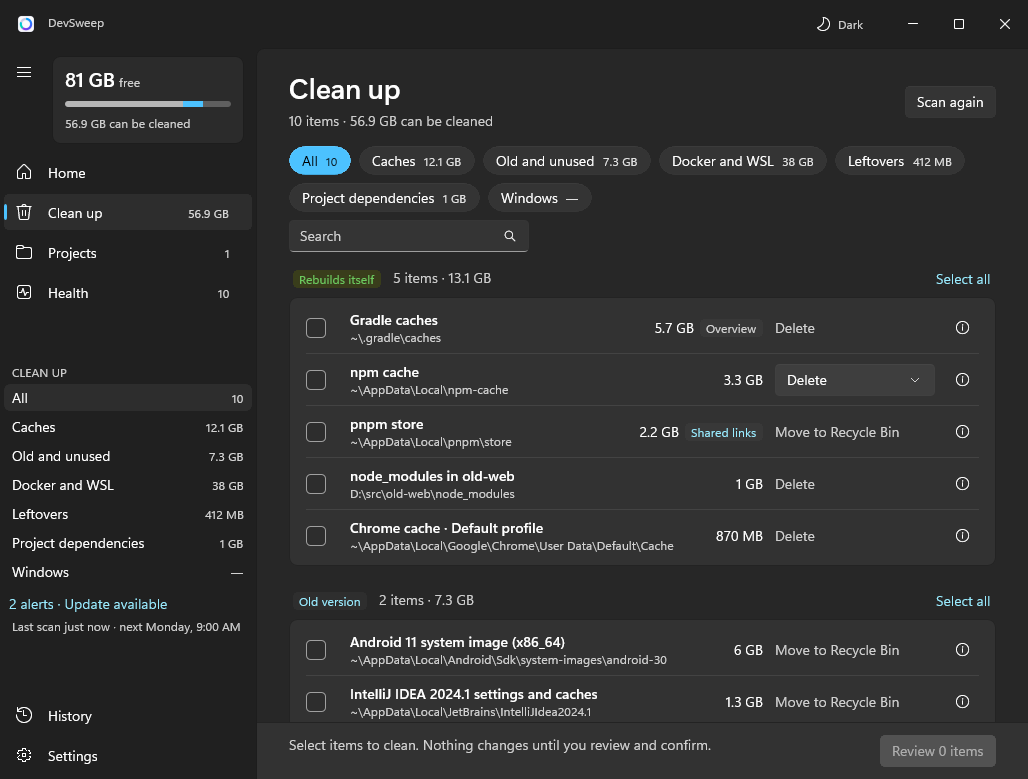 DevSweep
Dark
81 GB free
56.9 GB can be cleaned
Home
Clean up 56.9 GB
Projects 1
Health 10
CLEAN UP
All 10
Caches 12.1 GB
Old and unused 7.3 GB
Docker and WSL 38 GB
Leftovers 412 MB
Project dependencies 1 GB
Windows —
2 alerts · Update available
Last scan just now · next Monday, 9:00 AM
History
Settings
Clean up
10 items · 56.9 GB can be cleaned
Scan again
All 10 Caches 12.1 GB Old and unused 7.3 GB Docker and WSL 38 GB Leftovers 412 MB
Project dependencies 1 GB Windows —
Search
Rebuilds itself 5 items · 13.1 GB Select all
Gradle caches
~\.gradle\caches
5.7 GB Overview Delete
npm cache
~\AppData\Local\npm-cache
3.3 GB Delete
pnpm store
~\AppData\Local\pnpm\store
2.2 GB Shared links Move to Recycle Bin
node_modules in old-web
D:\src\old-web\node_modules
1 GB Delete
Chrome cache · Default profile
~\AppData\Local\Google\Chrome\User Data\Default\Cache
870 MB Delete
Old version 2 items · 7.3 GB Select all
Android 11 system image (x86_64)
~\AppData\Local\Android\Sdk\system-images\android-30
6 GB Move to Recycle Bin
IntelliJ IDEA 2024.1 settings and caches
~\AppData\Local\JetBrains\IntelliJIdea2024.1
1.3 GB Move to Recycle Bin
Select items to clean. Nothing changes until you review and confirm.
Review 0 items